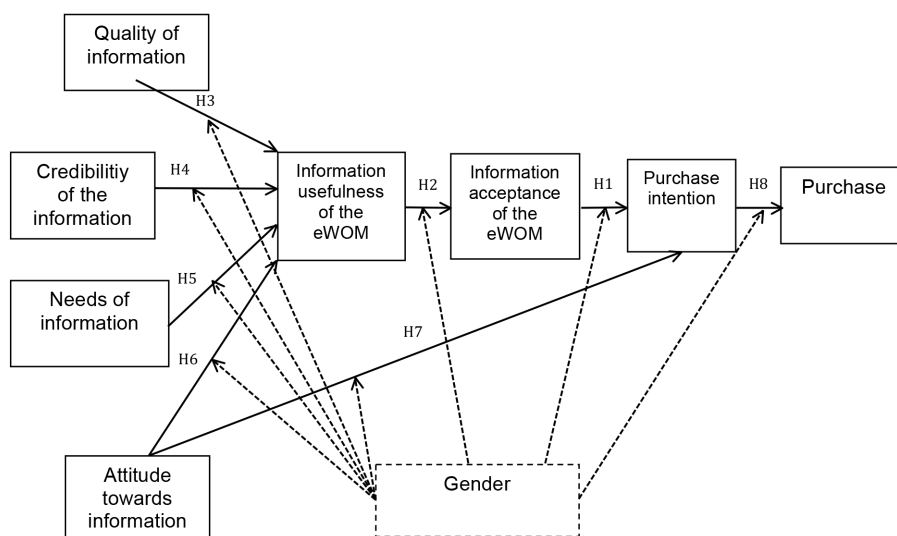 Quality of
information
H3
Credibilitiy
of the
information
H4
Information
usefulness
of the
eWOM
H2
Information
acceptance
of the
eWOM
H1
Purchase
intention
H8
Purchase
Needs of
information
H5
H6
H7
Attitude
towards
information
Gender